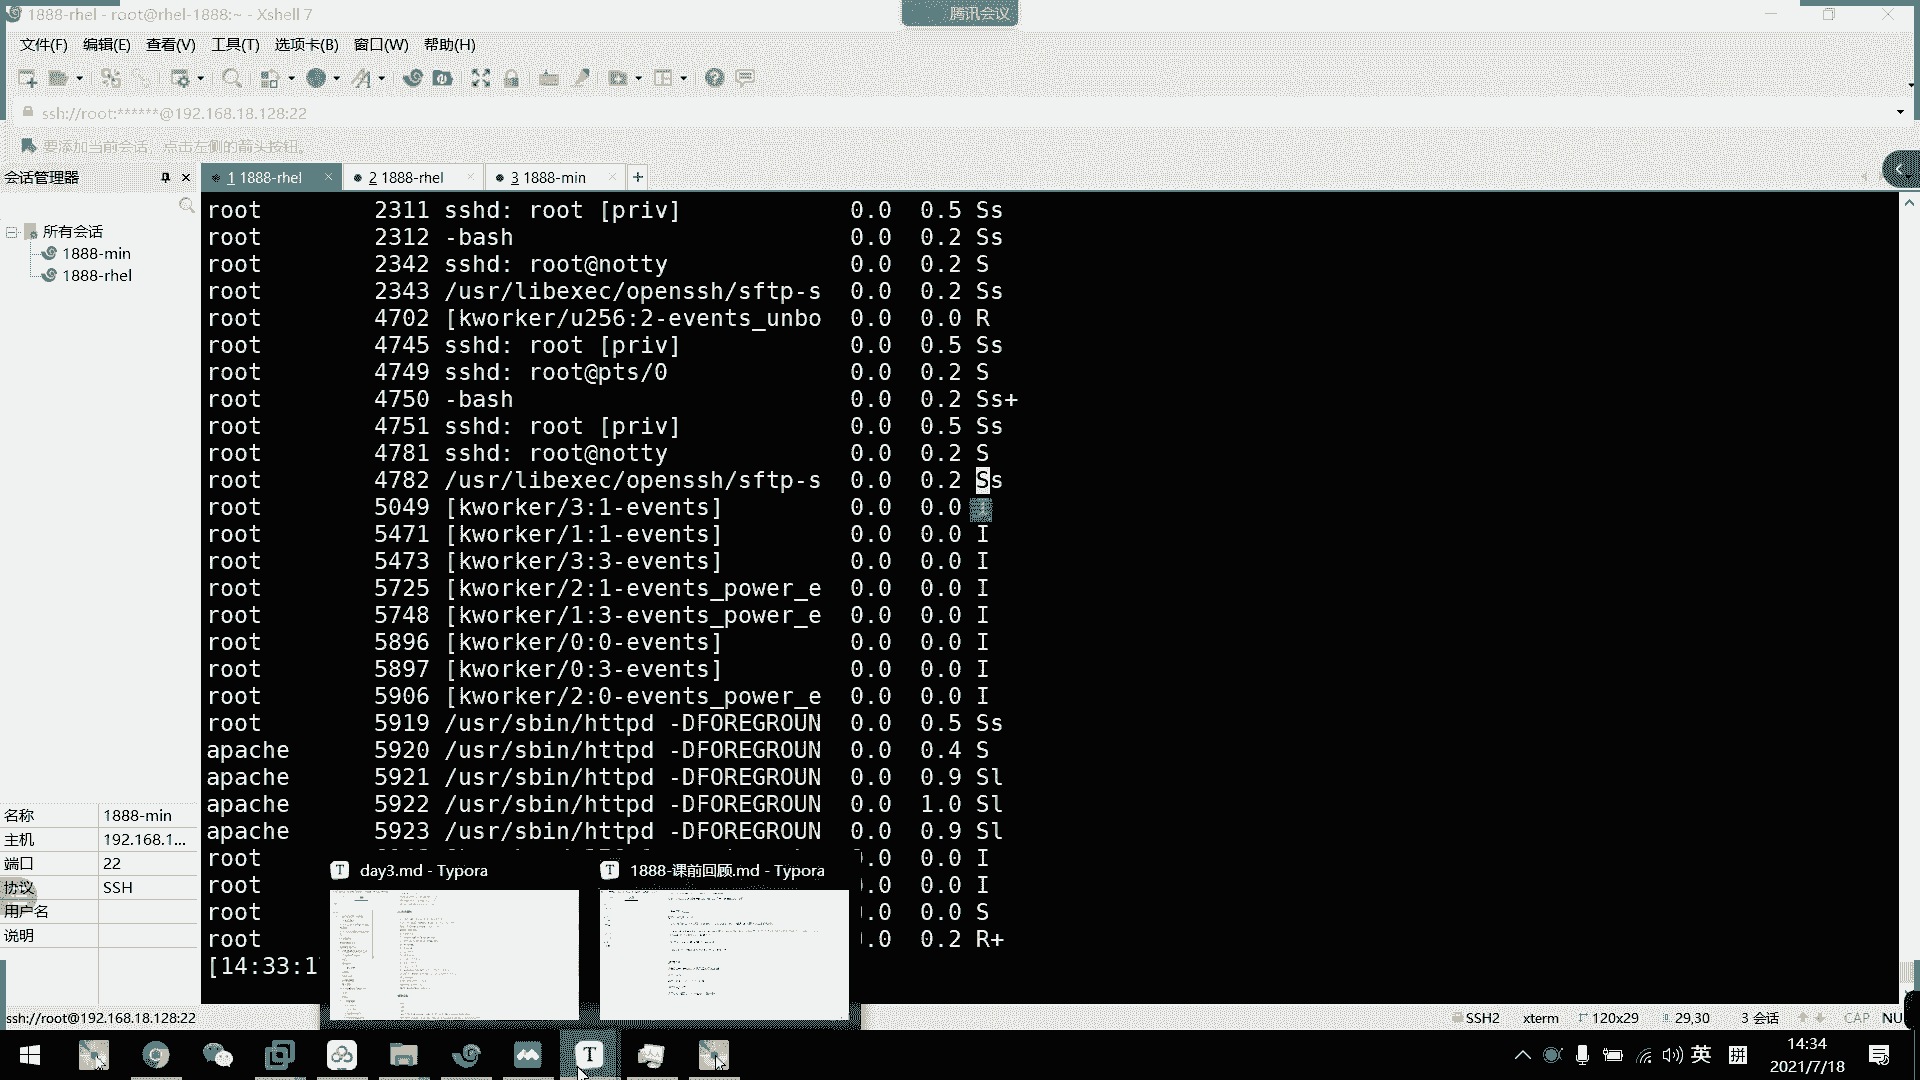 1888-rhel - root@rhel-1888:~ - Xshell 7
腾讯会议
文件(F) 编辑(E) 查看(V) 工具(T) 选项卡(B) 窗口(W) 帮助(H)
ssh://root:******@192.168.18.128:22
要添加当前会话，点击左侧的箭头按钮。
会话管理器
1 1888-rhel
2 1888-rhel
3 1888-min
所有会话
1888-min
1888-rhel
root 2311 sshd: root [priv] 0.0 0.5 Ss
root 2312 -bash 0.0 0.2 Ss
root 2342 sshd: root@notty 0.0 0.2 S
root 2343 /usr/libexec/openssh/sftp-s 0.0 0.2 Ss
root 4702 [kworker/u256:2-events_unbo 0.0 0.0 R
root 4745 sshd: root [priv] 0.0 0.5 Ss
root 4749 sshd: root@pts/0 0.0 0.2 S
root 4750 -bash 0.0 0.2 Ss+
root 4751 sshd: root [priv] 0.0 0.5 Ss
root 4781 sshd: root@notty 0.0 0.2 S
root 4782 /usr/libexec/openssh/sftp-s 0.0 0.2 Ss
root 5049 [kworker/3:1-events] 0.0 0.0
root 5471 [kworker/1:1-events] 0.0 0.0 I
root 5473 [kworker/3:3-events] 0.0 0.0 I
root 5725 [kworker/2:1-events_power_e 0.0 0.0 I
root 5748 [kworker/1:3-events_power_e 0.0 0.0 I
root 5896 [kworker/0:0-events] 0.0 0.0 I
root 5897 [kworker/0:3-events] 0.0 0.0 I
root 5906 [kworker/2:0-events_power_e 0.0 0.0 I
root 5919 /usr/sbin/httpd -DFOREGROUN 0.0 0.5 Ss
apache 5920 /usr/sbin/httpd -DFOREGROUN 0.0 0.4 S
apache 5921 /usr/sbin/httpd -DFOREGROUN 0.0 0.9 Sl
apache 5922 /usr/sbin/httpd -DFOREGROUN 0.0 1.0 Sl
apache 5923 /usr/sbin/httpd -DFOREGROUN 0.0 0.9 Sl
root 0.0 I
root 0.0 I
root 0.0 S
root 0.2 R+
[14:33:1
名称 1888-min
主机 192.168.1...
端口 22
协议 SSH
用户名
说明
day3.md - Typora
1888-课前回顾.md - Typora
ssh://root@192.168.18.128:22
SSH2 xterm 120x29 29,30 3 会话 CAP NU
英 拼
14:34
2021/7/18